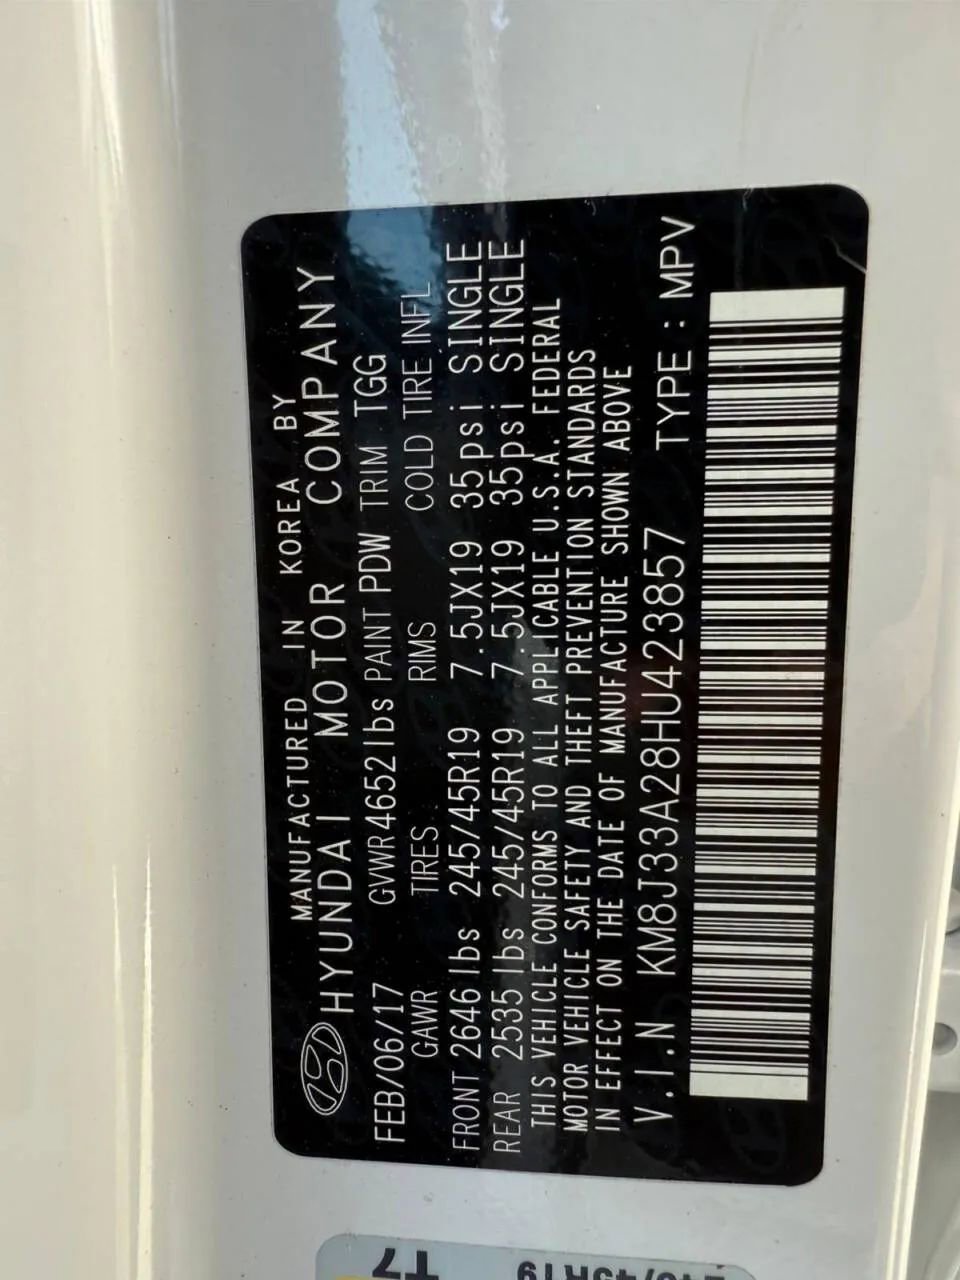 MANUFACTURED IN KOREA BY
HYUNDAI MOTOR COMPANY
FEB/06/17 GVWR4652lbs PAINT PDW TRIM TGG
GAWR TIRES RIMS COLD TIRE INFL
FRONT 2646lbs 245/45R19 7.5JX19 35psi SINGLE
REAR 2535lbs 245/45R19 7.5JX19 35psi SINGLE
THIS VEHICLE CONFORMS TO ALL APPLICABLE U.S.A. FEDERAL
MOTOR VEHICLE SAFETY AND THEFT PREVENTION STANDARDS
IN EFFECT ON THE DATE OF MANUFACTURE SHOWN ABOVE
V.I.N KM8J33A28HU423857 TYPE : MPV